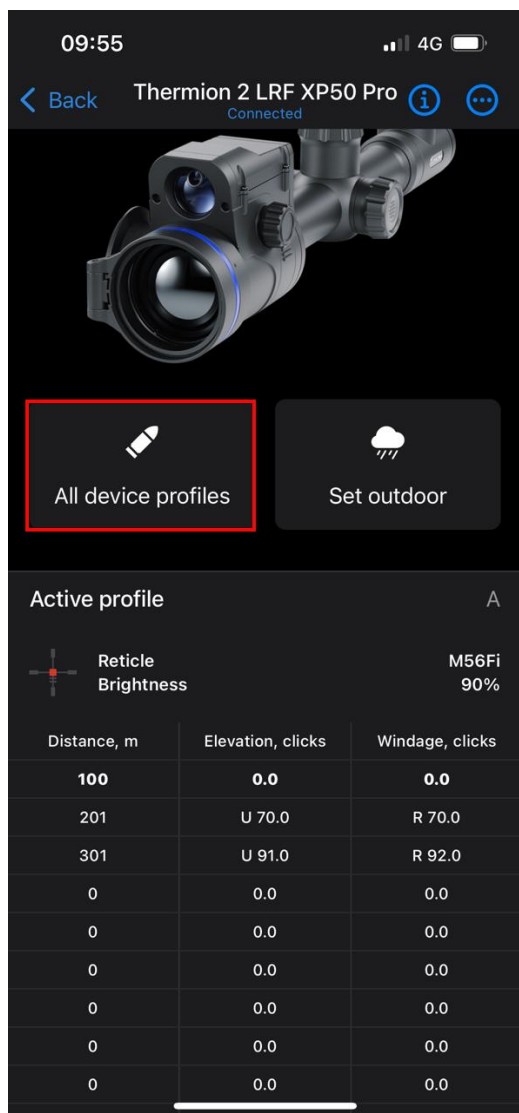 09:55 4G
Back Thermion 2 LRF XP50 Pro
Connected
All device profiles Set outdoor
Active profile A
Reticle M56Fi
Brightness 90%
Distance, m Elevation, clicks Windage, clicks
100 0.0 0.0
201 U 70.0 R 70.0
301 U 91.0 R 92.0
0 0.0 0.0
0 0.0 0.0
0 0.0 0.0
0 0.0 0.0
0 0.0 0.0
0 0.0 0.0